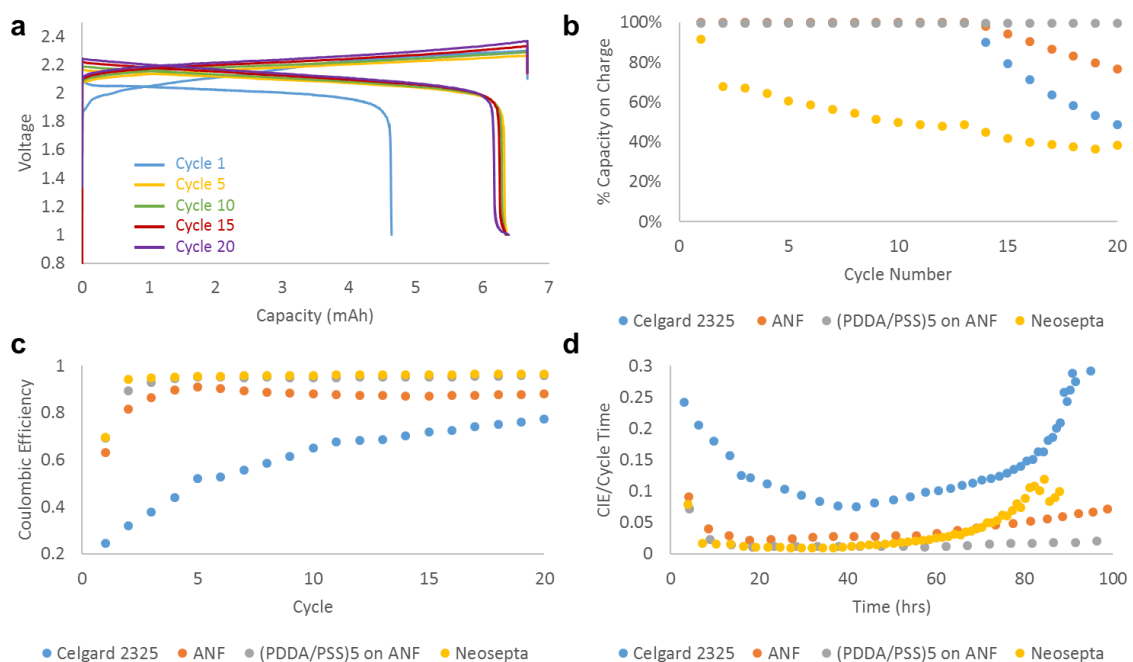 a
2.4
2.2
2
1.8
1.6
1.4
1.2
1
0.8
Voltage
Cycle 1
Cycle 5
Cycle 10
Cycle 15
Cycle 20
0 1 2 3 4 5 6 7
Capacity (mAh)
b
100%
80%
60%
40%
20%
0%
% Capacity on Charge
0 5 10 15 20
Cycle Number
Celgard 2325 ANF (PDDA/PSS)5 on ANF Neosepta
c
1
0.8
0.6
0.4
0.2
Coulombic Efficiency
0 5 10 15 20
Cycle
Celgard 2325 ANF (PDDA/PSS)5 on ANF Neosepta
d
0.3
0.25
0.2
0.15
0.1
0.05
0
CIE/Cycle Time
0 20 40 60 80 100
Time (hrs)
Celgard 2325 ANF (PDDA/PSS)5 on ANF Neosepta